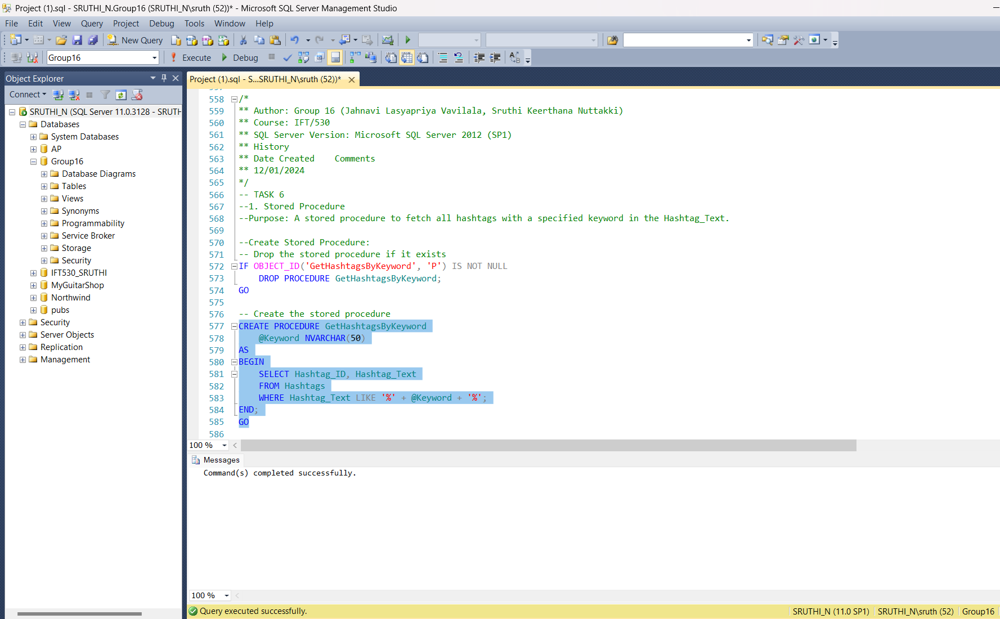 Project (1).sql - SRUTHI_N.Group16 (SRUTHI_N\sruth (52))* - Microsoft SQL Server Management Studio
File Edit View Query Project Debug Tools Window Help
New Query
Group16 Execute Debug
Object Explorer
Connect
SRUTHI_N (SQL Server 11.0.3128 - SRUTH
Databases
System Databases
AP
Group16
Database Diagrams
Tables
Views
Synonyms
Programmability
Service Broker
Storage
Security
IFT530_SRUTHI
MyGuitarShop
Northwind
pubs
Security
Server Objects
Replication
Management
Project (1).sql - S...SRUTHI_N\sruth (52))*
558 /*
559 ** Author: Group 16 (Jahnavi Lasyapriya Vavilala, Sruthi Keerthana Nuttakki)
560 ** Course: IFT/530
561 ** SQL Server Version: Microsoft SQL Server 2012 (SP1)
562 ** History
563 ** Date Created    Comments
564 ** 12/01/2024
565 */
566 -- TASK 6
567 --1. Stored Procedure
568 --Purpose: A stored procedure to fetch all hashtags with a specified keyword in the Hashtag_Text.
569
570 --Create Stored Procedure:
571 -- Drop the stored procedure if it exists
572 IF OBJECT_ID('GetHashtagsByKeyword', 'P') IS NOT NULL
573     DROP PROCEDURE GetHashtagsByKeyword;
574 GO
575
576 -- Create the stored procedure
577 CREATE PROCEDURE GetHashtagsByKeyword
578     @Keyword NVARCHAR(50)
579 AS
580 BEGIN
581     SELECT Hashtag_ID, Hashtag_Text
582     FROM Hashtags
583     WHERE Hashtag_Text LIKE '%' + @Keyword + '%';
584 END;
585 GO
586
100 %
Messages
Command(s) completed successfully.
100 %
Query executed successfully. SRUTHI_N (11.0 SP1) SRUTHI_N\sruth (52) Group16